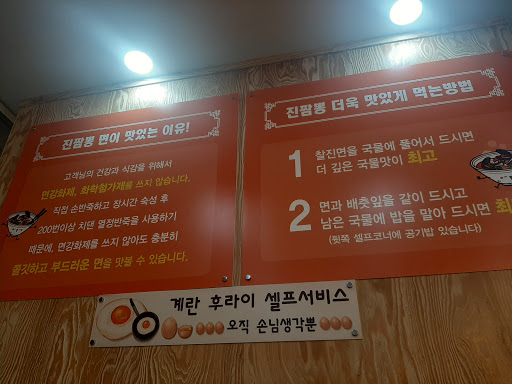 진짬뽕 면이 맛있는 이유!
고객님의 건강과 식감을 위해서
면강화제, 화학첨가제를 쓰지 않습니다.
직접 손반죽하고 장시간 숙성 후
200번이상 치댄 열정반죽을 사용하기
때문에, 면강화제를 쓰지 않아도 충분히
쫄깃하고 부드러운 면을 맛볼 수 있습니다.
진짬뽕 더욱 맛있게 먹는방법
1 찰진면을 국물에 풀어서 드시면
더 깊은 국물맛이 최고
2 면과 배춧잎을 같이 드시고
남은 국물에 밥을 말아 드시면 최
(뒷쪽 셀프코너에 공기밥 있습니다)
계란 후라이 셀프서비스
오직 손님생각뿐